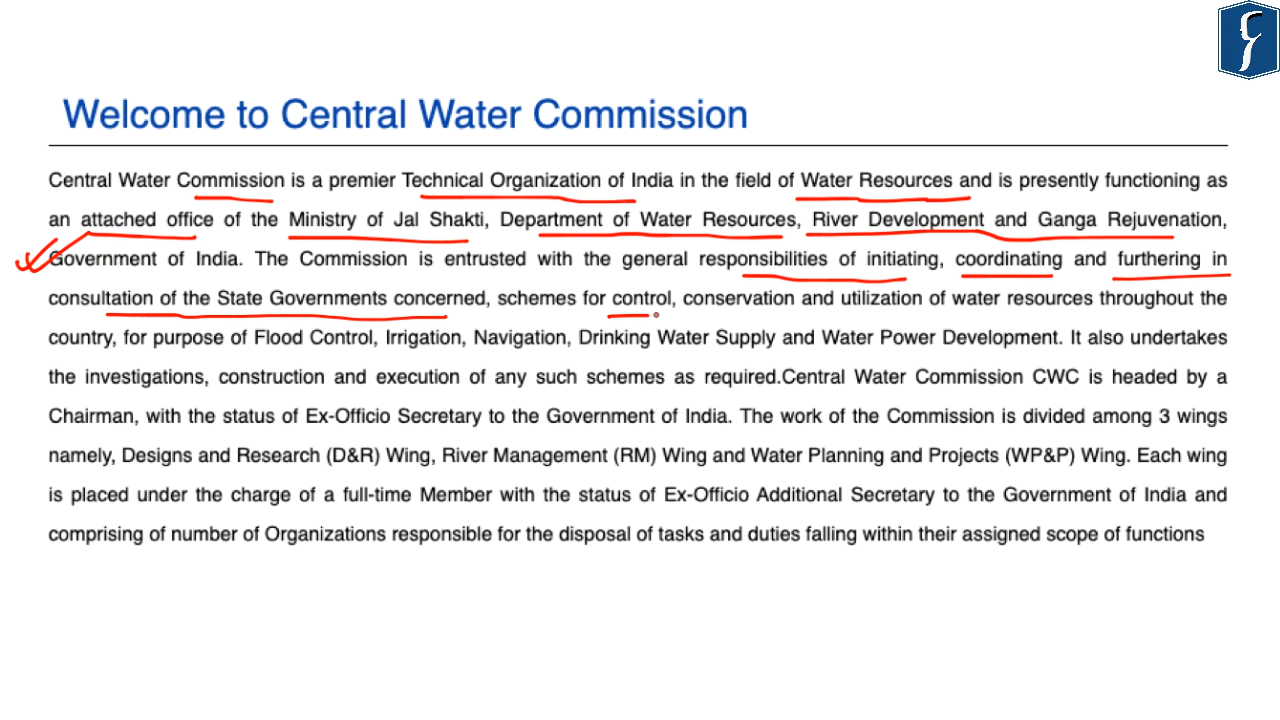 Welcome to Central Water Commission
Central Water Commission is a premier Technical Organization of India in the field of Water Resources and is presently functioning as
an attached office of the Ministry of Jal Shakti, Department of Water Resources, River Development and Ganga Rejuvenation,
Government of India. The Commission is entrusted with the general responsibilities of initiating, coordinating and furthering in
consultation of the State Governments concerned, schemes for control, conservation and utilization of water resources throughout the
country, for purpose of Flood Control, Irrigation, Navigation, Drinking Water Supply and Water Power Development. It also undertakes
the investigations, construction and execution of any such schemes as required.Central Water Commission CWC is headed by a
Chairman, with the status of Ex-Officio Secretary to the Government of India. The work of the Commission is divided among 3 wings
namely, Designs and Research (D&R) Wing, River Management (RM) Wing and Water Planning and Projects (WP&P) Wing. Each wing
is placed under the charge of a full-time Member with the status of Ex-Officio Additional Secretary to the Government of India and
comprising of number of Organizations responsible for the disposal of tasks and duties falling within their assigned scope of functions